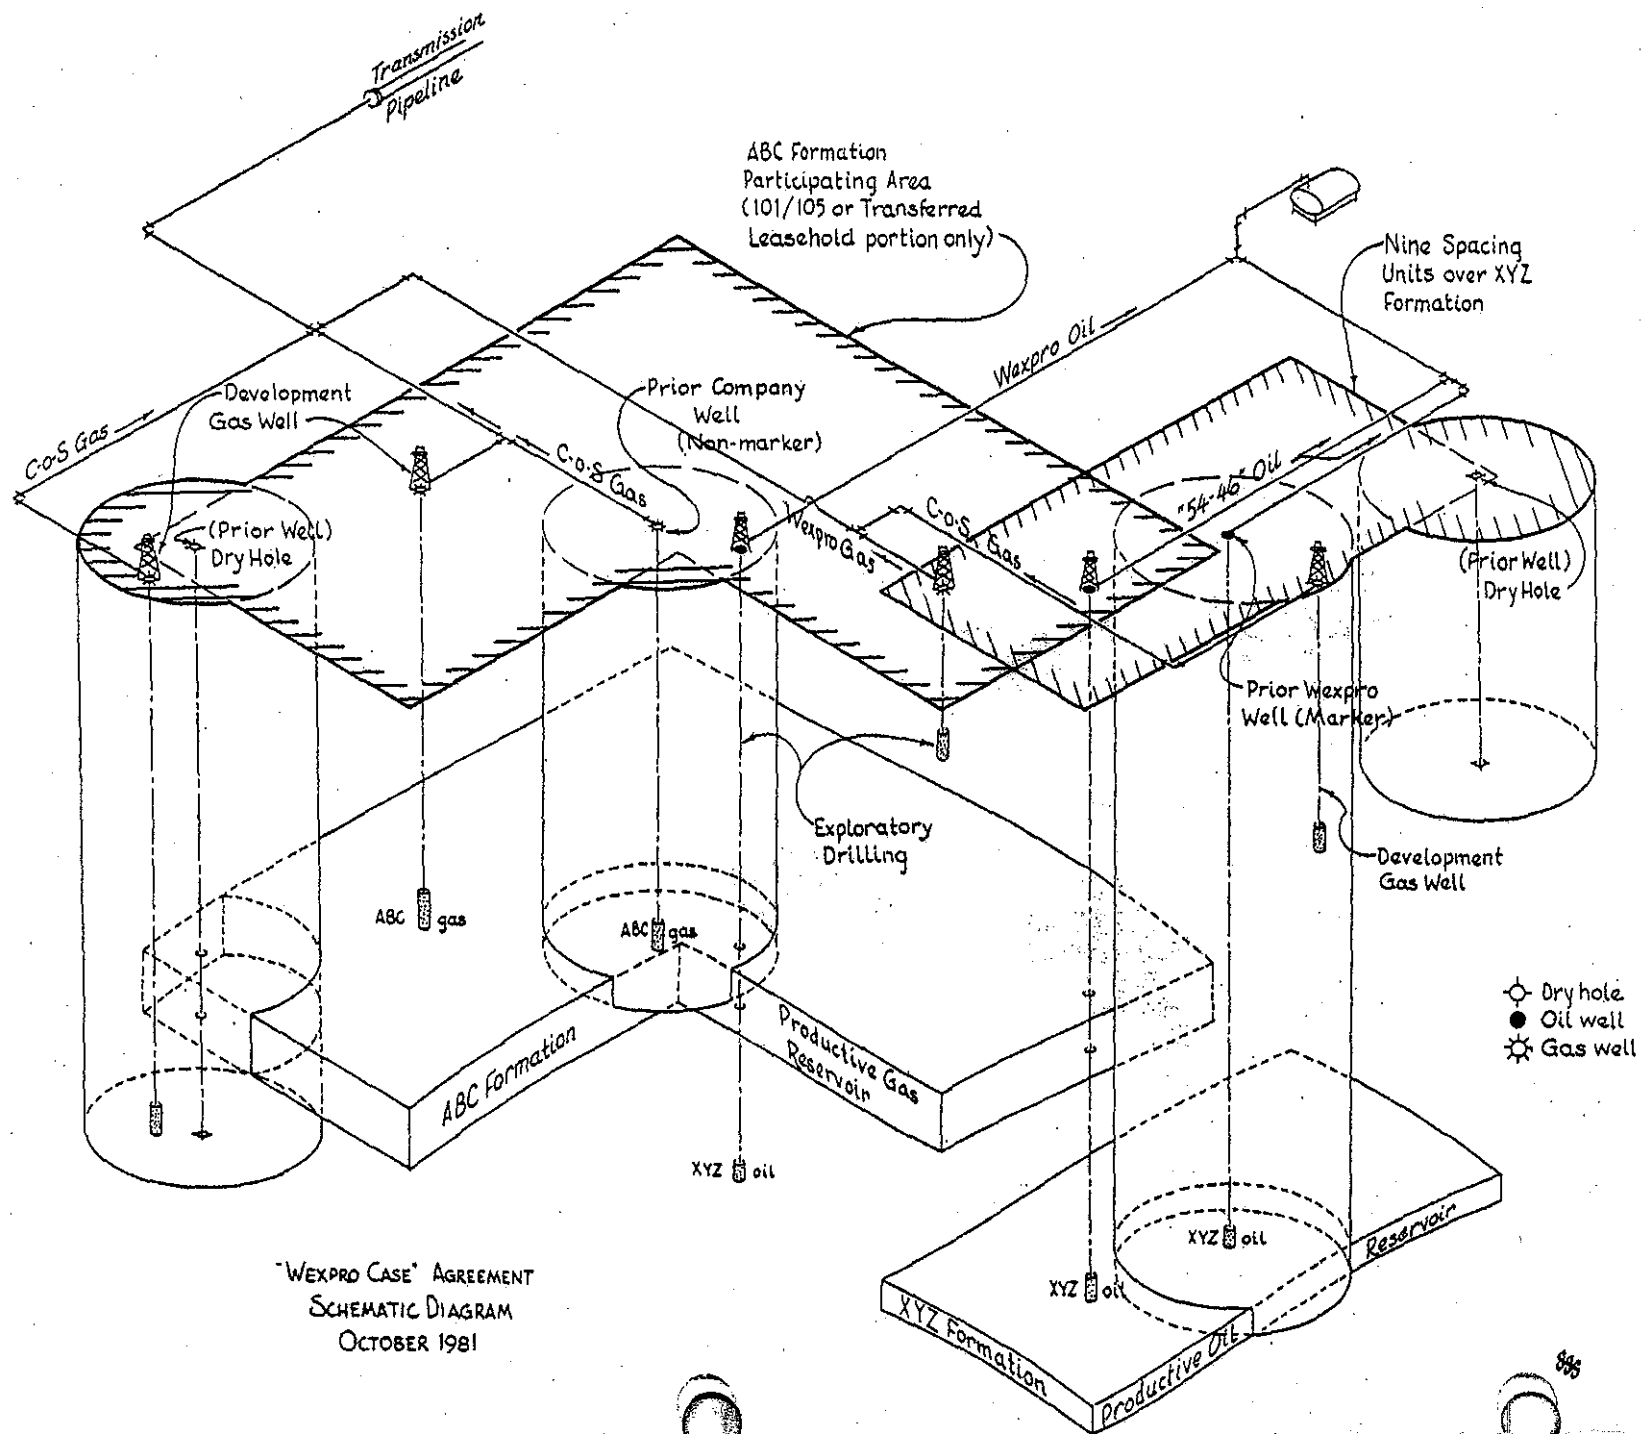 Transmission
Pipeline
ABC Formation
Participating Area
(101/105 or Transferred
Leasehold portion only)
Nine Spacing
Units over XYZ
Formation
Wexpro Oil
Development
Gas Well
Prior Company
Well
(Non-marker)
C-o-S Gas
C-o-S Gas
Wexpro Gas
C-o-S Gas
"54-46" Oil
(Prior Well)
Dry Hole
(Prior Well)
Dry Hole
Prior Wexpro
Well (Marker)
Exploratory
Drilling
Development
Gas Well
ABC gas
ABC gas
ABC Formation
Productive Gas
Reservoir
Dry hole
Oil well
Gas well
XYZ oil
XYZ oil
XYZ oil
XYZ Formation
Productive Oil
Reservoir
"WEXPRO CASE" AGREEMENT
SCHEMATIC DIAGRAM
OCTOBER 1981